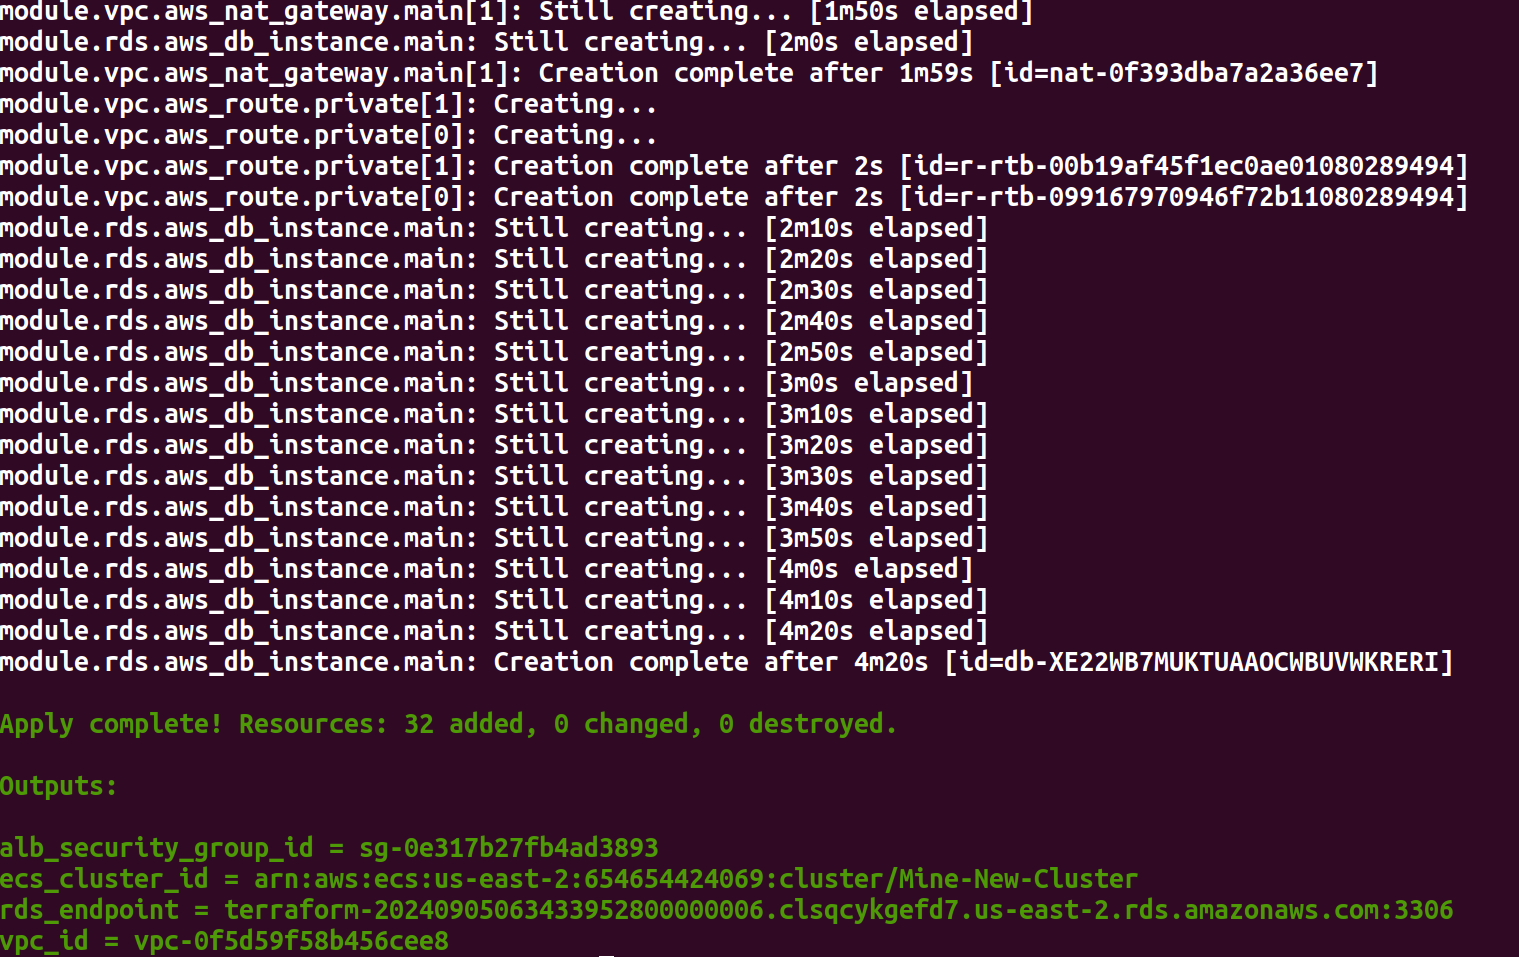 module.vpc.aws_nat_gateway.main[1]: Still creating... [1m50s elapsed]
module.rds.aws_db_instance.main: Still creating... [2m0s elapsed]
module.vpc.aws_nat_gateway.main[1]: Creation complete after 1m59s [id=nat-0f393dba7a2a36ee7]
module.vpc.aws_route.private[1]: Creating...
module.vpc.aws_route.private[0]: Creating...
module.vpc.aws_route.private[1]: Creation complete after 2s [id=r-rtb-00b19af45f1ec0ae01080289494]
module.vpc.aws_route.private[0]: Creation complete after 2s [id=r-rtb-099167970946f72b11080289494]
module.rds.aws_db_instance.main: Still creating... [2m10s elapsed]
module.rds.aws_db_instance.main: Still creating... [2m20s elapsed]
module.rds.aws_db_instance.main: Still creating... [2m30s elapsed]
module.rds.aws_db_instance.main: Still creating... [2m40s elapsed]
module.rds.aws_db_instance.main: Still creating... [2m50s elapsed]
module.rds.aws_db_instance.main: Still creating... [3m0s elapsed]
module.rds.aws_db_instance.main: Still creating... [3m10s elapsed]
module.rds.aws_db_instance.main: Still creating... [3m20s elapsed]
module.rds.aws_db_instance.main: Still creating... [3m30s elapsed]
module.rds.aws_db_instance.main: Still creating... [3m40s elapsed]
module.rds.aws_db_instance.main: Still creating... [3m50s elapsed]
module.rds.aws_db_instance.main: Still creating... [4m0s elapsed]
module.rds.aws_db_instance.main: Still creating... [4m10s elapsed]
module.rds.aws_db_instance.main: Still creating... [4m20s elapsed]
module.rds.aws_db_instance.main: Creation complete after 4m20s [id=db-XE22WB7MUKTUAAOCWBUVWKRERI]
Apply complete! Resources: 32 added, 0 changed, 0 destroyed.
Outputs:
alb_security_group_id = sg-0e317b27fb4ad3893
ecs_cluster_id = arn:aws:ecs:us-east-2:654654424069:cluster/Mine-New-Cluster
rds_endpoint = terraform-20240905063433952800000006.clsqcykgefd7.us-east-2.rds.amazonaws.com:3306
vpc_id = vpc-0f5d59f58b456cee8